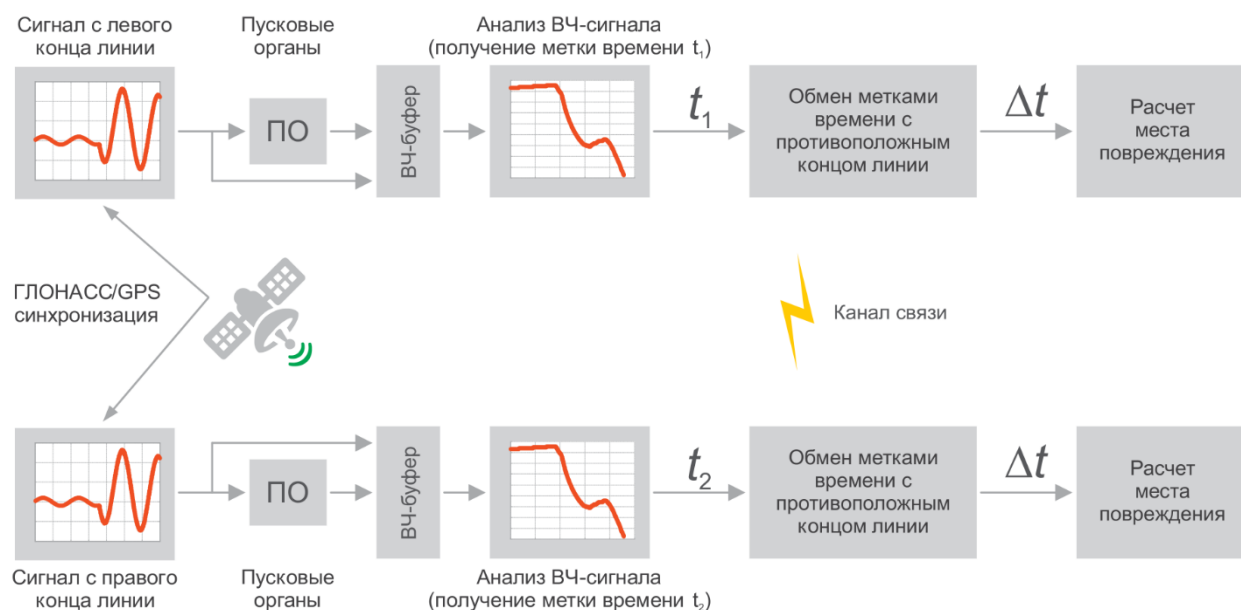 Сигнал с левого
конца линии
Пусковые
органы
Анализ ВЧ-сигнала
(получение метки времени t₁)
ПО
ВЧ-буфер
t₁
Обмен метками
времени с
противоположным
концом линии
Δt
Расчет
места
повреждения
ГЛОНАСС/GPS
синхронизация
Канал связи
ПО
ВЧ-буфер
t₂
Обмен метками
времени с
противоположным
концом линии
Δt
Расчет
места
повреждения
Сигнал с правого
конца линии
Пусковые
органы
Анализ ВЧ-сигнала
(получение метки времени t₂)